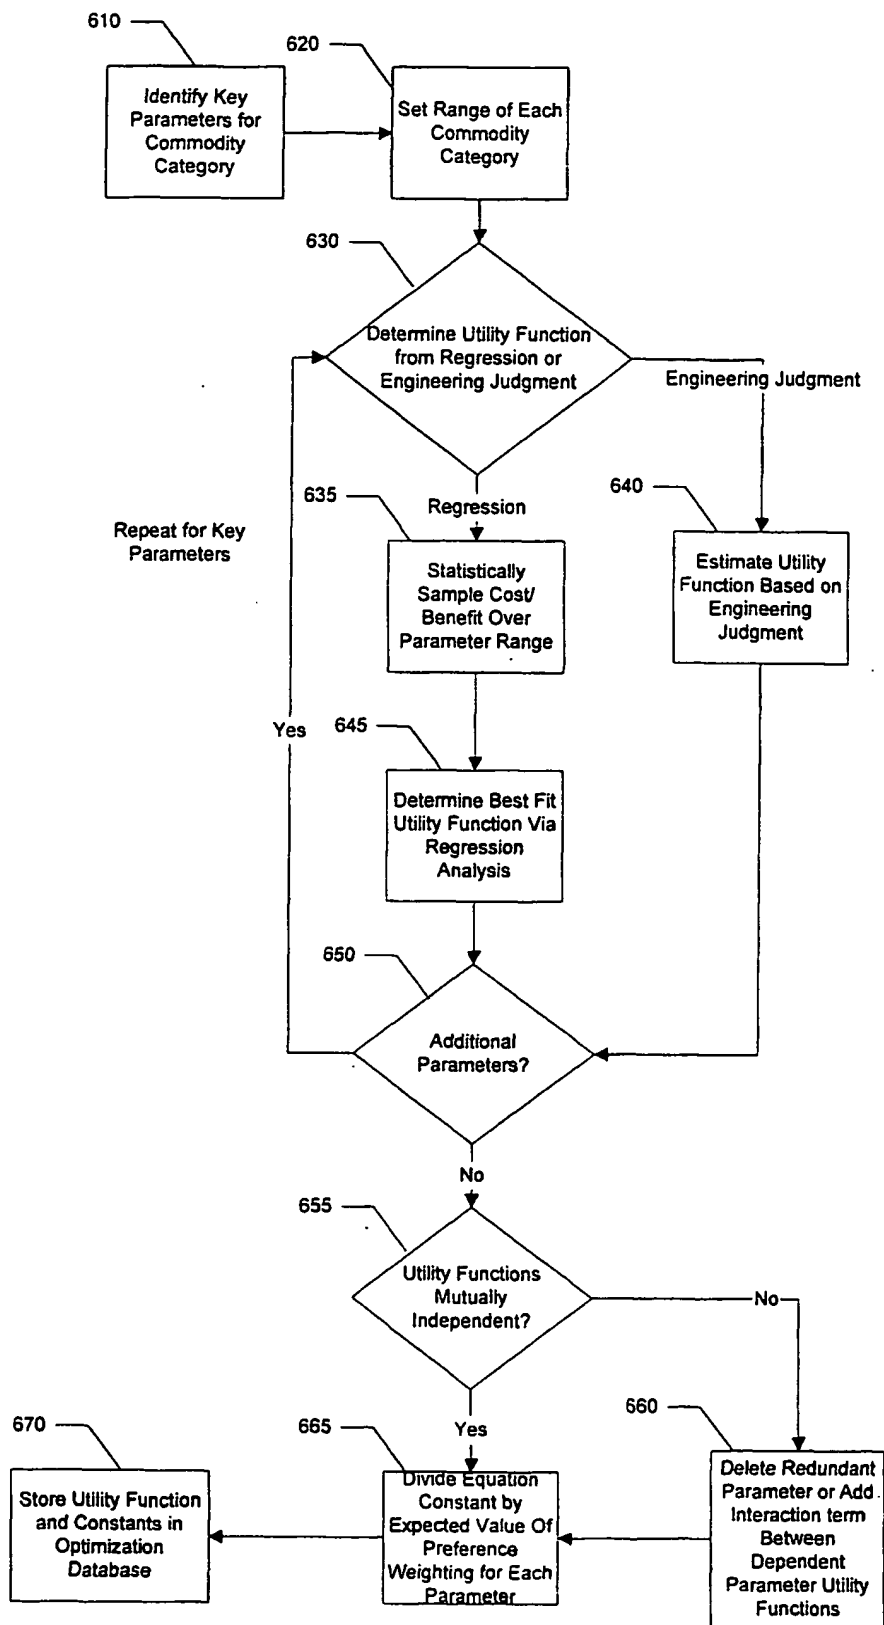 610
Identify Key
Parameters for
Commodity
Category
620
Set Range of Each
Commodity
Category
630
Determine Utility Function
from Regression or
Engineering Judgment
Engineering Judgment
Regression
635
Statistically
Sample Cost/
Benefit Over
Parameter Range
640
Estimate Utility
Function Based on
Engineering
Judgment
Repeat for Key
Parameters
Yes
645
Determine Best Fit
Utility Function Via
Regression
Analysis
650
Additional
Parameters?
No
655
Utility Functions
Mutually
Independent?
No
Yes
660
Delete Redundant
Parameter or Add
Interaction term
Between
Dependent
Parameter Utility
Functions
665
Divide Equation
Constant by
Expected Value Of
Preference
Weighting for Each
Parameter
670
Store Utility Function
and Constants in
Optimization
Database